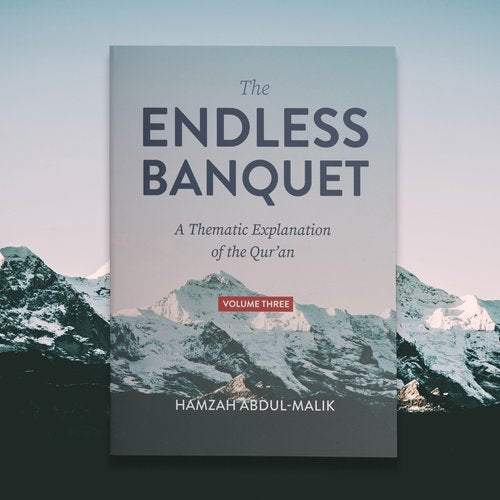 The
ENDLESS
BANQUET
A Thematic Explanation
of the Qur'an
VOLUME THREE
HAMZAH ABDUL-MALIK